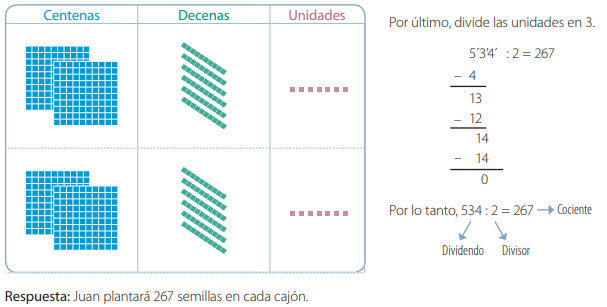 Centenas Decenas Unidades
Por último, divide las unidades en 3.
5´3´4´ : 2 = 267
– 4
13
– 12
14
– 14
0
Por lo tanto, 534 : 2 = 267 → Cociente
Dividendo Divisor
Respuesta: Juan plantará 267 semillas en cada cajón.